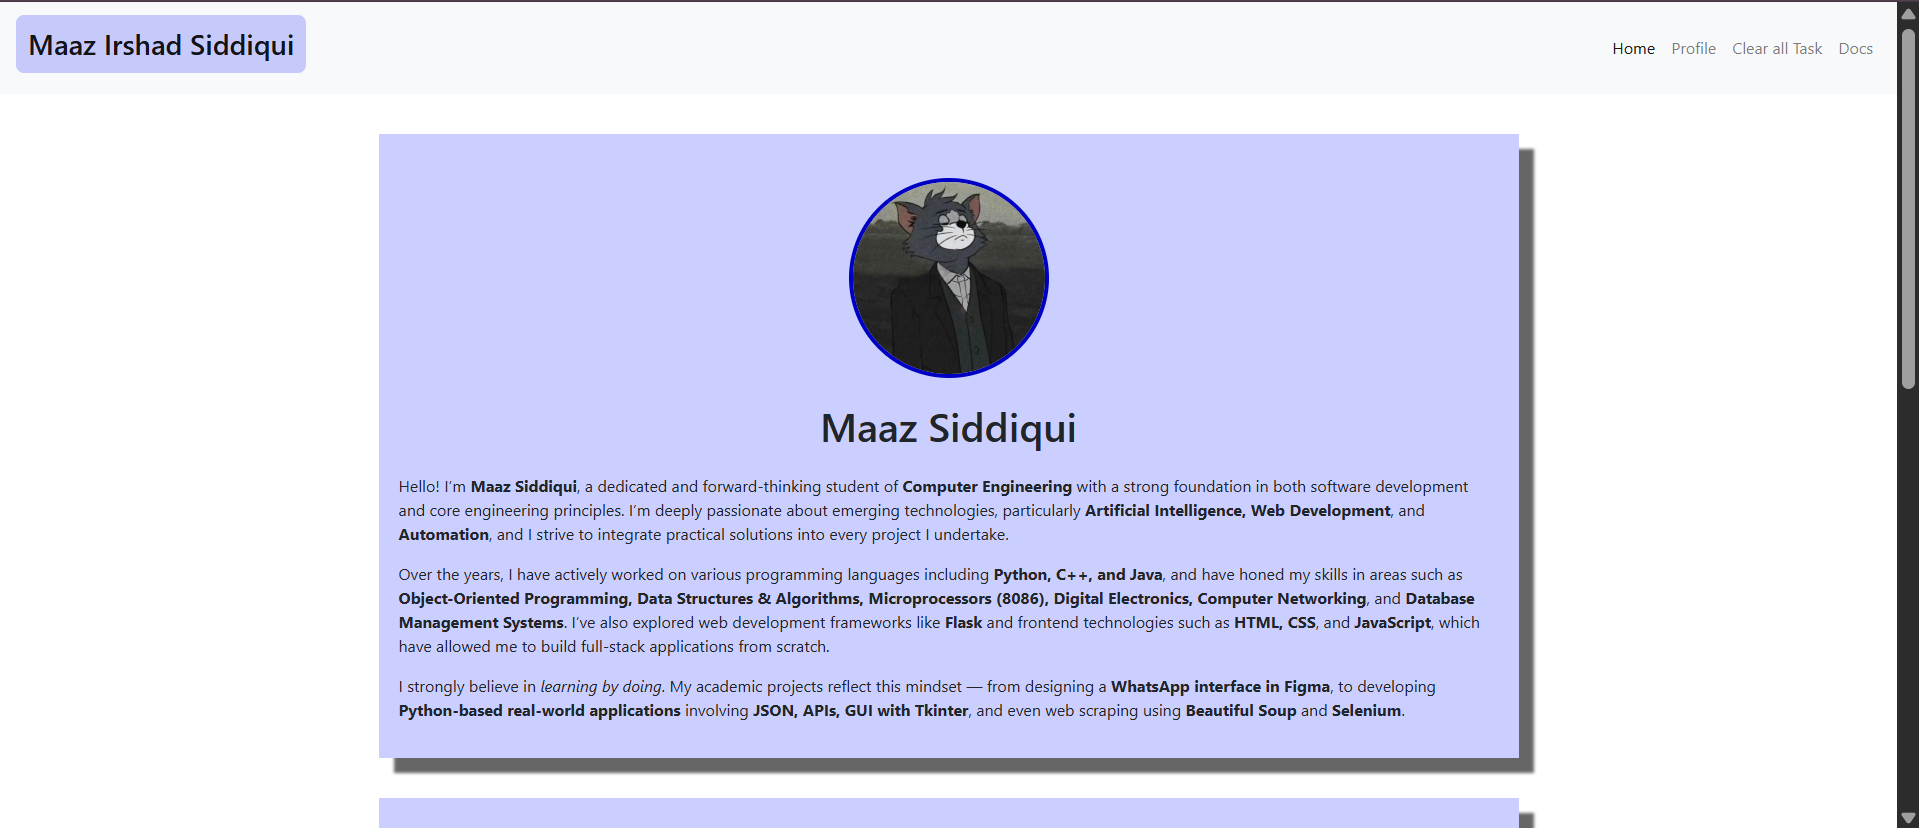 Maaz Irshad Siddiqui
Home Profile Clear all Task Docs
Maaz Siddiqui
Hello! I'm Maaz Siddiqui, a dedicated and forward-thinking student of Computer Engineering with a strong foundation in both software development
and core engineering principles. I'm deeply passionate about emerging technologies, particularly Artificial Intelligence, Web Development, and
Automation, and I strive to integrate practical solutions into every project I undertake.
Over the years, I have actively worked on various programming languages including Python, C++, and Java, and have honed my skills in areas such as
Object-Oriented Programming, Data Structures & Algorithms, Microprocessors (8086), Digital Electronics, Computer Networking, and Database
Management Systems. I've also explored web development frameworks like Flask and frontend technologies such as HTML, CSS, and JavaScript, which
have allowed me to build full-stack applications from scratch.
I strongly believe in learning by doing. My academic projects reflect this mindset — from designing a WhatsApp interface in Figma, to developing
Python-based real-world applications involving JSON, APIs, GUI with Tkinter, and even web scraping using Beautiful Soup and Selenium.